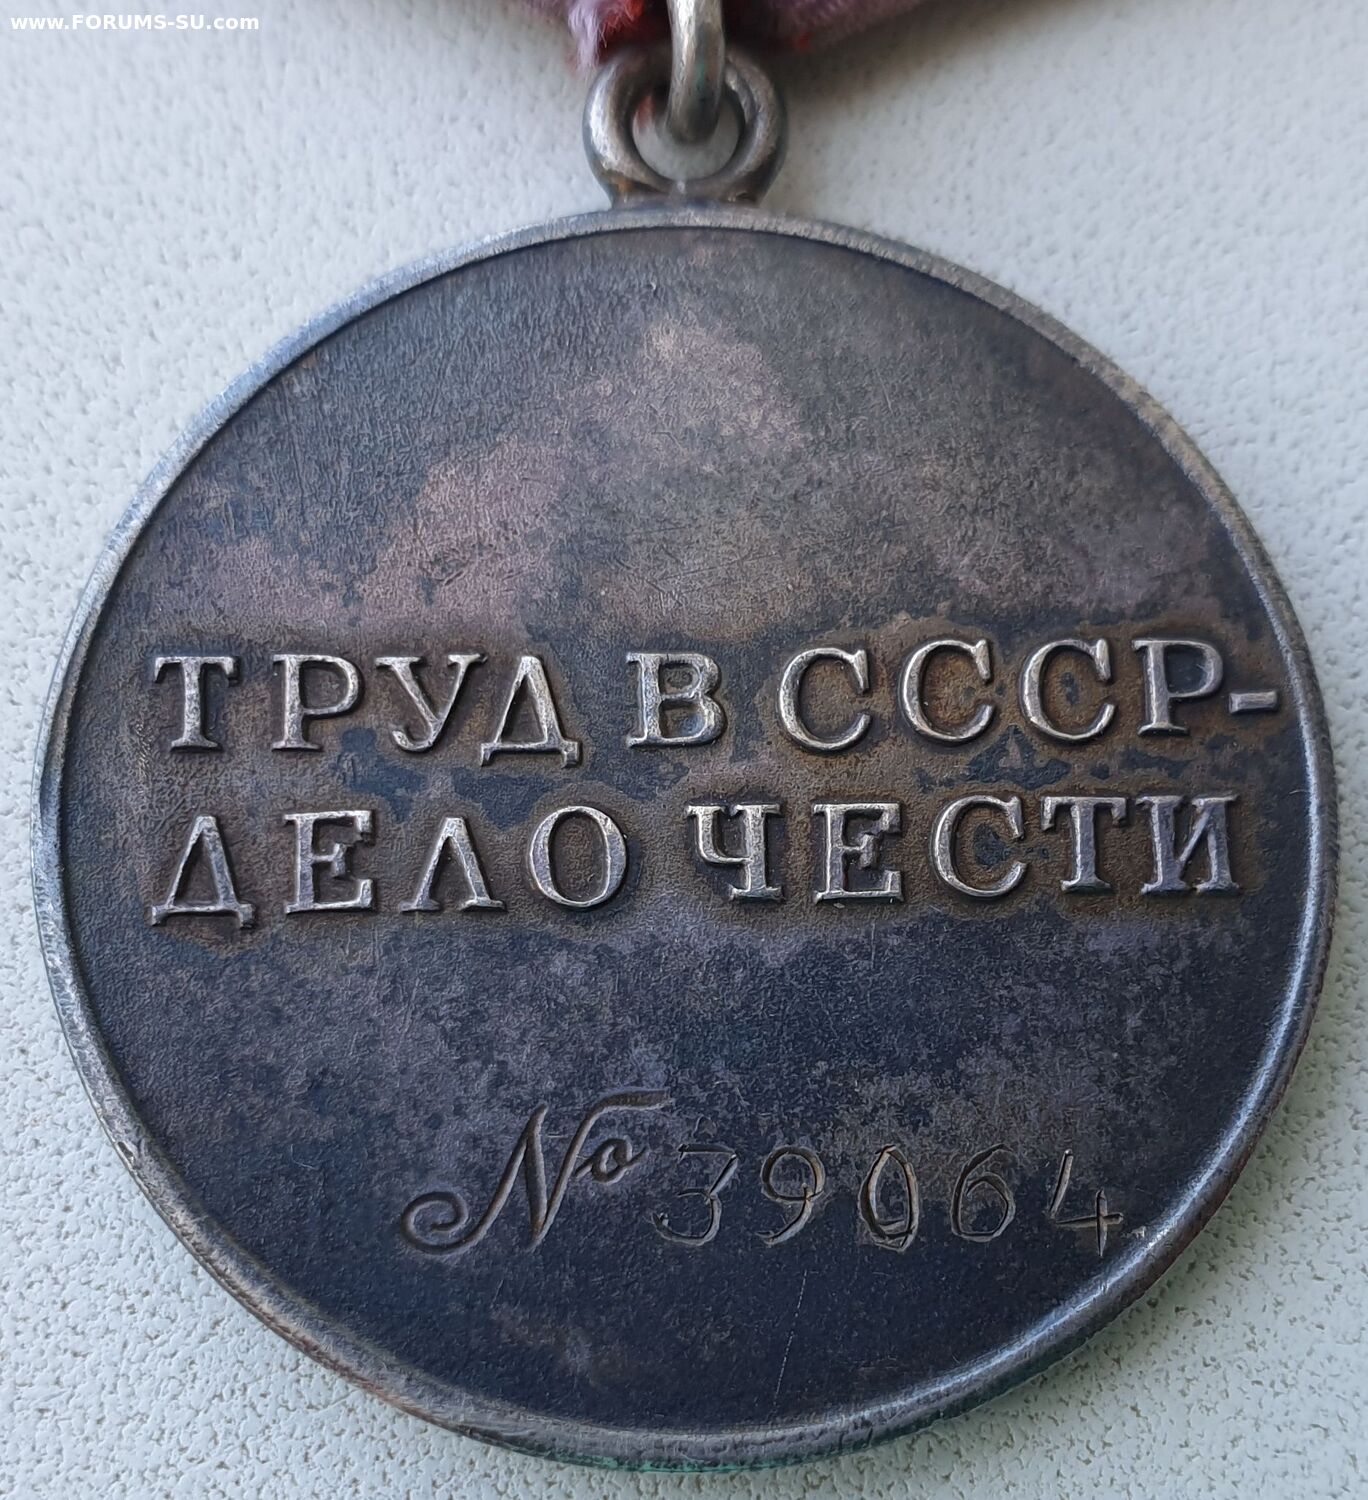 www.FORUMS-SU.com
ТРУД В СССР-
ДЕЛО ЧЕСТИ
№ 39064